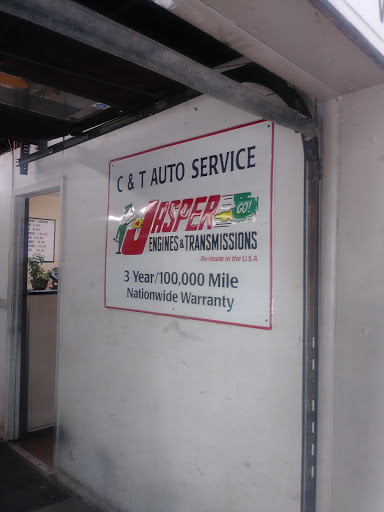 C & T AUTO SERVICE
JASPER
GO!
ENGINES & TRANSMISSIONS
Re-made in the U.S.A.
3 Year/100,000 Mile
Nationwide Warranty